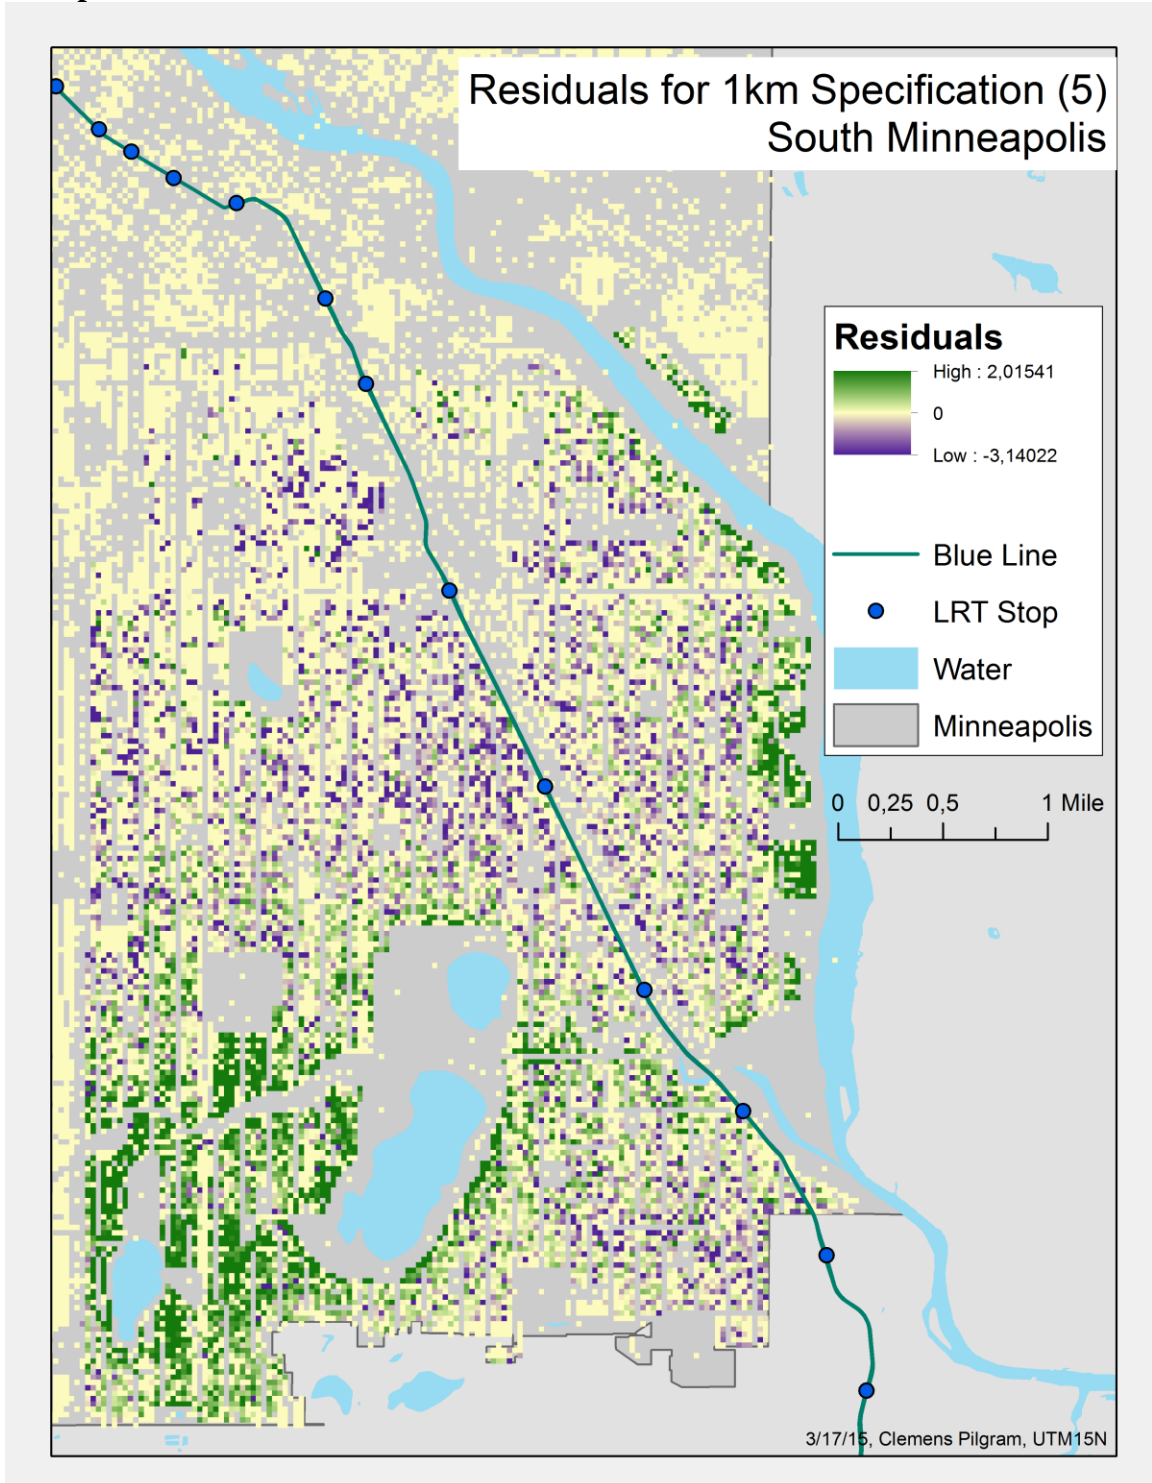 Residuals for 1km Specification (5)
South Minneapolis
Residuals
High : 2,01541
0
Low : -3,14022
Blue Line
LRT Stop
Water
Minneapolis
0 0,25 0,5 1 Mile
3/17/15, Clemens Pilgram, UTM15N